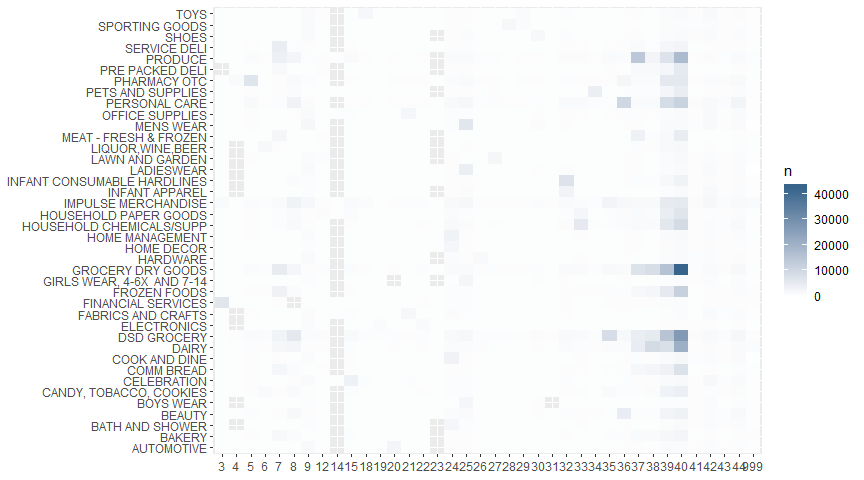 TOYS
SPORTING GOODS
SHOES
SERVICE DELI
PRODUCE
PRE PACKED DELI
PHARMACY OTC
PETS AND SUPPLIES
PERSONAL CARE
OFFICE SUPPLIES
MENS WEAR
MEAT - FRESH & FROZEN
LIQUOR,WINE,BEER
LAWN AND GARDEN
LADIESWEAR
INFANT CONSUMABLE HARDLINES
INFANT APPAREL
IMPULSE MERCHANDISE
HOUSEHOLD PAPER GOODS
HOUSEHOLD CHEMICALS/SUPP
HOME MANAGEMENT
HOME DECOR
HARDWARE
GROCERY DRY GOODS
GIRLS WEAR, 4-6X AND 7-14
FROZEN FOODS
FINANCIAL SERVICES
FABRICS AND CRAFTS
ELECTRONICS
DSD GROCERY
DAIRY
COOK AND DINE
COMM BREAD
CELEBRATION
CANDY, TOBACCO, COOKIES
BOYS WEAR
BEAUTY
BATH AND SHOWER
BAKERY
AUTOMOTIVE
3 4 5 6 7 8 9 12 14 15 18 19 20 21 22 23 24 25 26 27 28 29 30 31 32 33 34 35 36 37 38 39 40 41 42 43 44 999
n
40000
30000
20000
10000
0